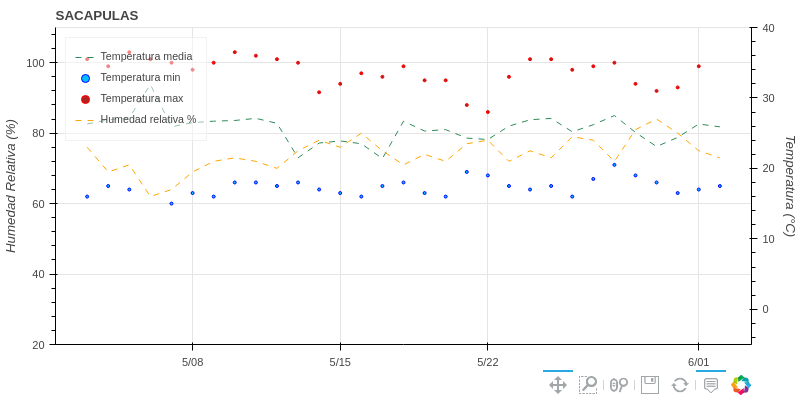 SACAPULAS
Temperatura media
Temperatura min
Temperatura max
Humedad relativa %
Humedad Relativa (%)
100
80
60
40
20
Temperatura (°C)
40
30
20
10
0
5/08
5/15
5/22
6/01